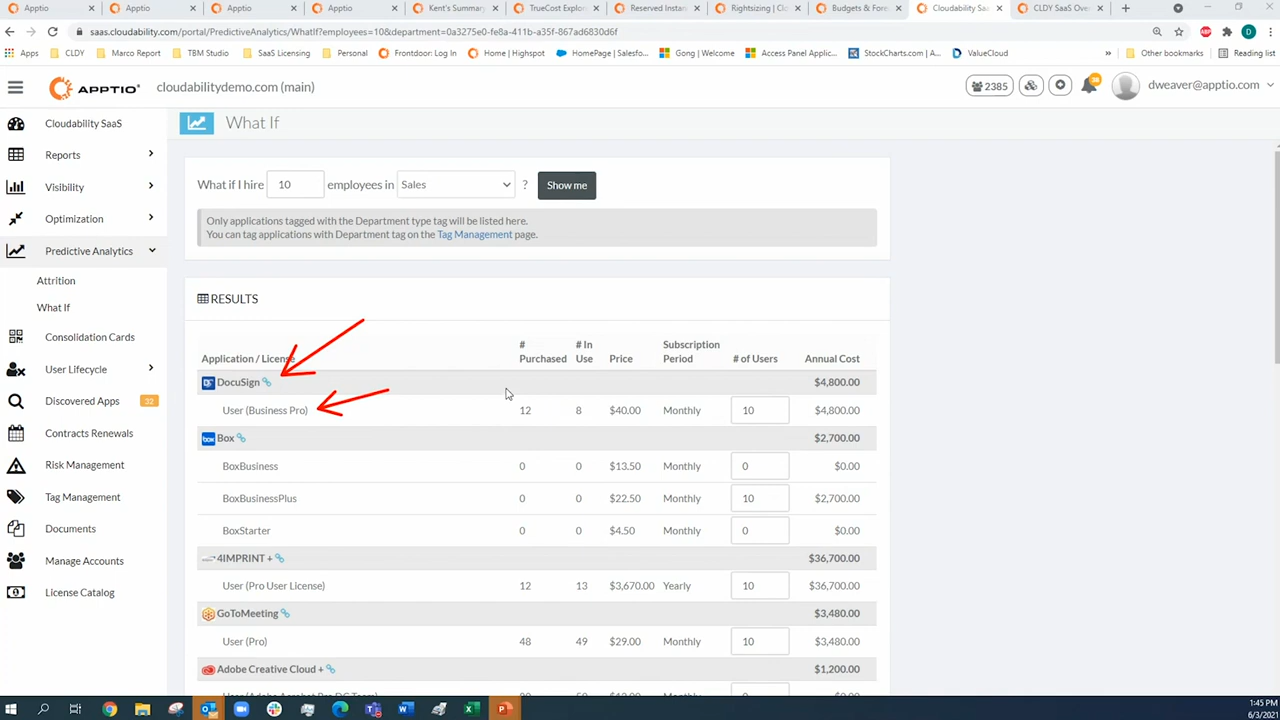 Apptio
Apptio
Apptio
Apptio
Kent's Summary
TrueCost Explor
Reserved Instan
Rightsizing | Clo
Budgets & Fore
Cloudability Saa
CLDY SaaS Ove
saas.cloudability.com/portal/PredictiveAnalytics/WhatIf?employees=10&department=0a3275e0-fe8a-411b-a35f-867ad6830d6f
Apps
CLDY
Marco Report
TBM Studio
SaaS Licensing
Personal
Frontdoor: Log In
Home | Highspot
HomePage | Salesfo...
Gong | Welcome
Access Panel Applic...
StockCharts.com | A...
ValueCloud
»
Other bookmarks
Reading list
APPTIO
cloudabilitydemo.com (main)
2385
dweaver@apptio.com
Cloudability SaaS
Reports
Visibility
Optimization
Predictive Analytics
Attrition
What If
Consolidation Cards
User Lifecycle
Discovered Apps 32
Contracts Renewals
Risk Management
Tag Management
Documents
Manage Accounts
License Catalog
What If
What if I hire 10 employees in Sales ? Show me
Only applications tagged with the Department type tag will be listed here.
You can tag applications with Department tag on the Tag Management page.
RESULTS
Application / License # Purchased # In Use Price Subscription Period # of Users Annual Cost
DocuSign $4,800.00
User (Business Pro) 12 8 $40.00 Monthly 10 $4,800.00
Box $2,700.00
BoxBusiness 0 0 $13.50 Monthly 0 $0.00
BoxBusinessPlus 0 0 $22.50 Monthly 10 $2,700.00
BoxStarter 0 0 $4.50 Monthly 0 $0.00
4IMPRINT + $36,700.00
User (Pro User License) 12 13 $3,670.00 Yearly 10 $36,700.00
GoToMeeting $3,480.00
User (Pro) 48 49 $29.00 Monthly 10 $3,480.00
Adobe Creative Cloud + $1,200.00
1:45 PM
6/3/2021